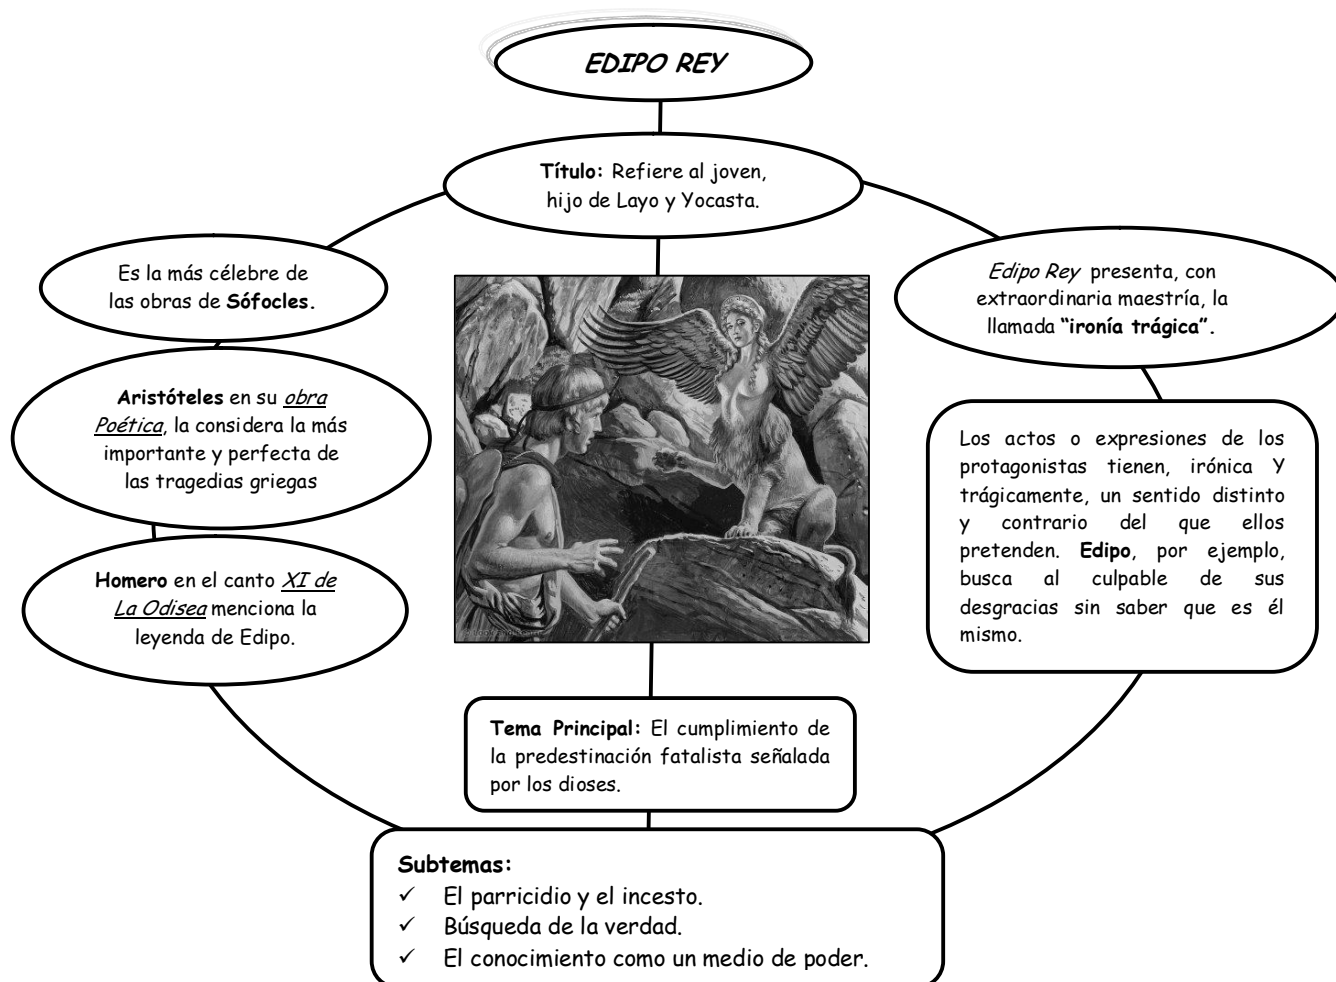 EDIPO REY
Título: Refiere al joven,
hijo de Layo y Yocasta.
Es la más célebre de
las obras de Sófocles.
Aristóteles en su obra
Poética, la considera la más
importante y perfecta de
las tragedias griegas
Homero en el canto XI de
La Odisea menciona la
leyenda de Edipo.
Edipo Rey presenta, con
extraordinaria maestría, la
llamada “ironía trágica”.
Los actos o expresiones de los
protagonistas tienen, irónica Y
trágicamente, un sentido distinto
y contrario del que ellos
pretenden. Edipo, por ejemplo,
busca al culpable de sus
desgracias sin saber que es él
mismo.
Tema Principal: El cumplimiento de
la predestinación fatalista señalada
por los dioses.
Subtemas:
✓ El parricidio y el incesto.
✓ Búsqueda de la verdad.
✓ El conocimiento como un medio de poder.